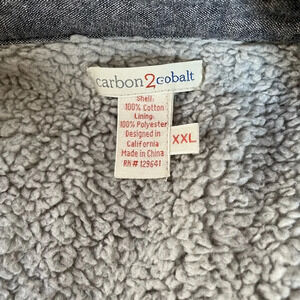 carbon2cobalt
Shell:
100% Cotton
Lining:
100% Polyester
Designed in
California
Made in China
RN # 129641
XXL